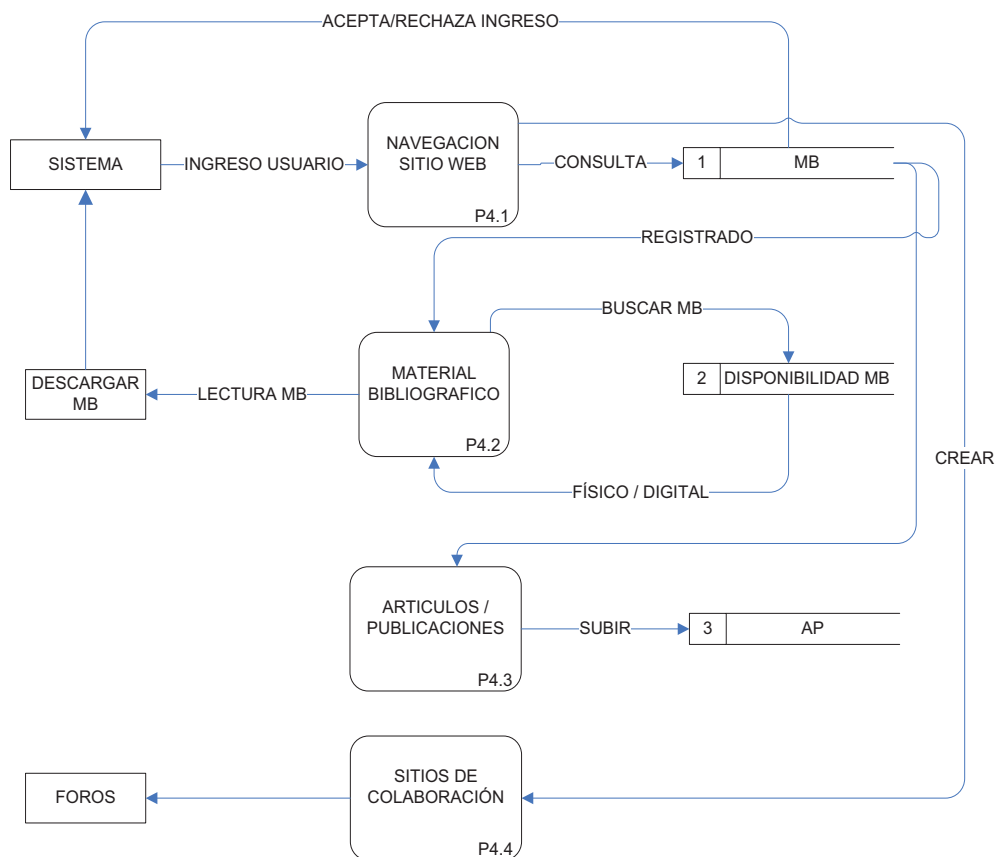 ACEPTA/RECHAZA INGRESO
SISTEMA
INGRESO USUARIO
NAVEGACION
SITIO WEB
P4.1
CONSULTA
1
MB
REGISTRADO
BUSCAR MB
DESCARGAR
MB
LECTURA MB
MATERIAL
BIBLIOGRAFICO
P4.2
2
DISPONIBILIDAD MB
FÍSICO / DIGITAL
CREAR
ARTICULOS /
PUBLICACIONES
P4.3
SUBIR
3
AP
FOROS
SITIOS DE
COLABORACIÓN
P4.4